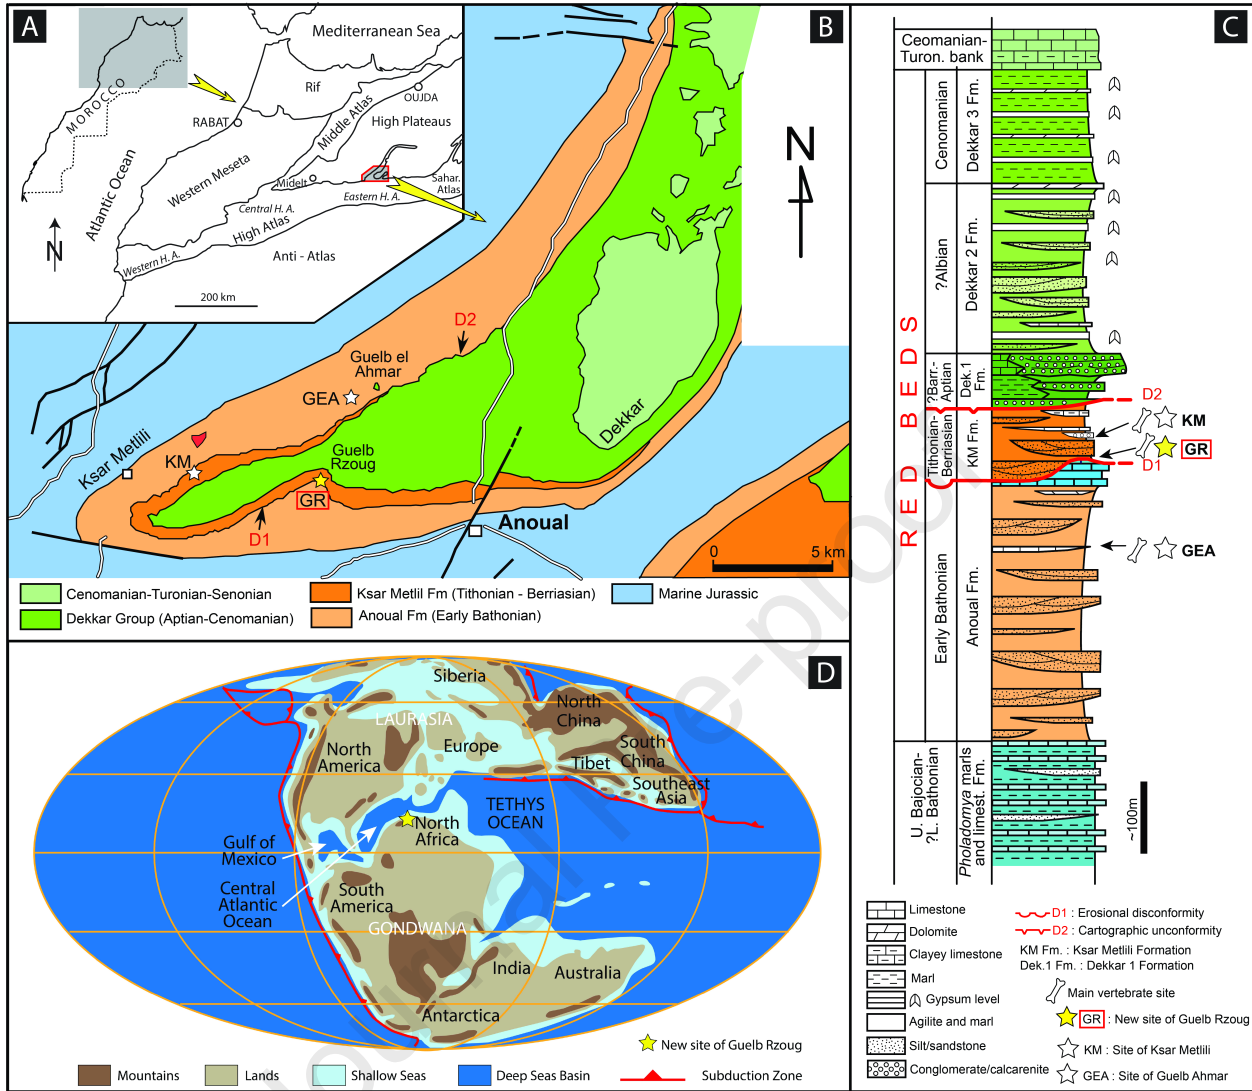 A
Mediterranean Sea
MOROCCO
Rif
OUJDA
RABAT
Middle Atlas
High Plateaus
Atlantic Ocean
Western Meseta
Midelt
Sahar.
Atlas
Central H. A.
Eastern H. A.
High Atlas
Western H. A.
Anti - Atlas
N
200 km
B
N
D2
Guelb el
Ahmar
GEA
Dekkar
Ksar Metlili
KM
Guelb
Rzoug
GR
D1
Anoual
0
5 km
Cenomanian-Turonian-Senonian
Dekkar Group (Aptian-Cenomanian)
Ksar Metlil Fm (Tithonian - Berriasian)
Anoual Fm (Early Bathonian)
Marine Jurassic
C
Ceomanian-
Turon. bank
Cenomanian
Dekkar 3 Fm.
?Albian
Dekkar 2 Fm.
?Barr.-
Aptian
Dek.1
Fm.
Tithonian-
Berriasian
KM Fm.
Early Bathonian
Anoual Fm.
U. Bajocian-
?L. Bathonian
Pholadomya marls
and limest. Fm.
RED BEDS
D2
KM
GR
D1
GEA
~100m
Limestone
Dolomite
Clayey limestone
Marl
Gypsum level
Agilite and marl
Silt/sandstone
Conglomerate/calcarenite
D1 : Erosional disconformity
D2 : Cartographic unconformity
KM Fm. : Ksar Metlili Formation
Dek.1 Fm. : Dekkar 1 Formation
Main vertebrate site
GR : New site of Guelb Rzoug
KM : Site of Ksar Metlili
GEA : Site of Guelb Ahmar
D
Siberia
North
China
LAURASIA
North
America
Europe
South
China
Tibet
Southeast
Asia
TETHYS
OCEAN
North
Africa
Gulf of
Mexico
Central
Atlantic
Ocean
South
America
GONDWANA
India
Australia
Antarctica
New site of Guelb Rzoug
Mountains
Lands
Shallow Seas
Deep Seas Basin
Subduction Zone
Journal Pre-proof